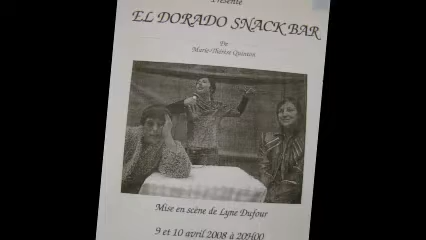 Présente
EL DORADO SNACK BAR
De
Marie-Thérèse Quinton
Mise en scène de Lyne Dufour
9 et 10 avril 2008 à 20H00